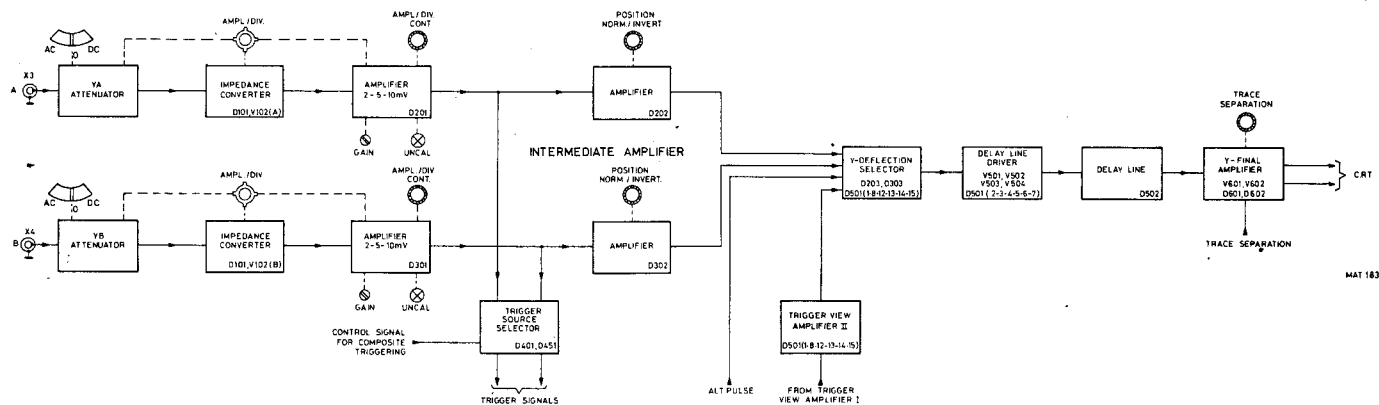 AMPL./DIV.
AMPL/DIV.
CONT
POSITION
NORM./INVERT
AC
0
DC
X3
A
YA
ATTENUATOR
IMPEDANCE
CONVERTER
D101,V102(A)
AMPLIFIER
2-5-10mV
D201
AMPLIFIER
D202
GAIN
UNCAL
INTERMEDIATE AMPLIFIER
TRACE
SEPARATION
Y-DEFLECTION
SELECTOR
D203, D303
D501(1-8-12-13-14-15)
DELAY LINE
DRIVER
V501, V502
V503, V504
D501 (2-3-4-5-6-7)
DELAY LINE
D502
Y-FINAL
AMPLIFIER
V601, V602
D601, D602
C.R.T
TRACE SEPARATION
MAT 183
AMPL/DIV
AMPL./DIV
CONT.
POSITION
NORM/INVERT.
AC
0
DC
X4
B
YB
ATTENUATOR
IMPEDANCE
CONVERTER
D101,V102(B)
AMPLIFIER
2-5-10mV
D301
AMPLIFIER
D302
GAIN
UNCAL
TRIGGER
SOURCE
SELECTOR
D401, D451
CONTROL SIGNAL
FOR COMPOSITE
TRIGGERING
TRIGGER SIGNALS
TRIGGER VIEW
AMPLIFIER II
D501(1-8-12-13-14-15)
ALT PULSE
FROM TRIGGER
VIEW AMPLIFIER I